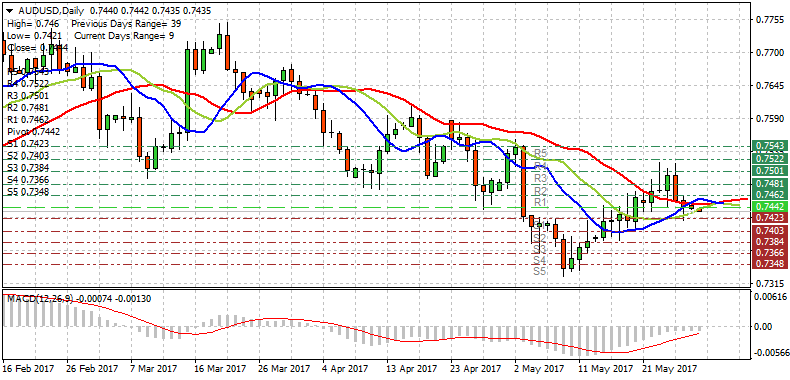 AUDUSD,Daily 0.7440 0.7442 0.7435 0.7435
High= 0.746 Previous Days Range= 39
Low= 0.7421 Current Days Range= 9
Close= 0.7444
S4 0.7522
R3 0.7501
R2 0.7481
R1 0.7462
Pivot 0.7442
S1 0.7423
S2 0.7403
S3 0.7384
S4 0.7366
S5 0.7348
R5
R3
R2
R1
S2
S3
S4
S5
0.7755
0.7700
0.7645
0.7590
0.7543
0.7522
0.7501
0.7481
0.7462
0.7442
0.7423
0.7403
0.7384
0.7366
0.7348
0.7315
MACD(12,26,9) -0.00074 -0.00130
0.00616
0.00
-0.00566
16 Feb 2017
26 Feb 2017
7 Mar 2017
16 Mar 2017
26 Mar 2017
4 Apr 2017
13 Apr 2017
23 Apr 2017
2 May 2017
11 May 2017
21 May 2017